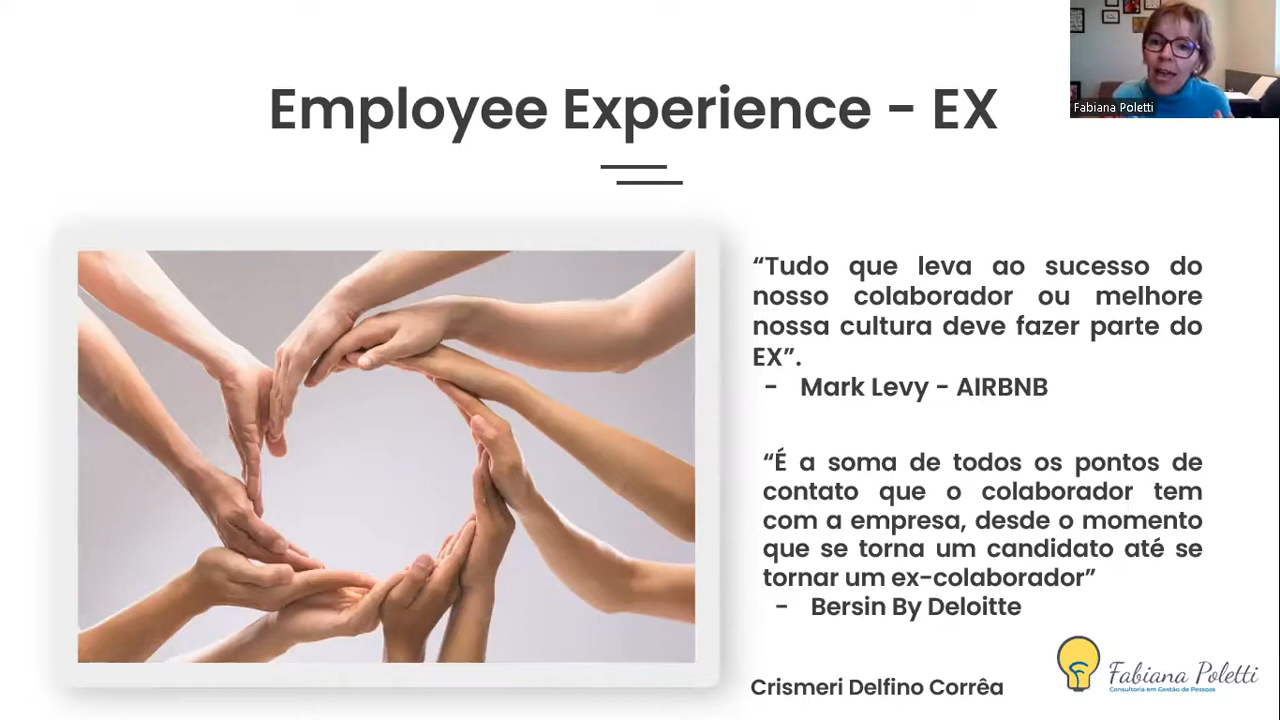 Employee Experience - EX
Fabiana Poletti
“Tudo que leva ao sucesso do
nosso colaborador ou melhore
nossa cultura deve fazer parte do
EX”.
- Mark Levy - AIRBNB
“É a soma de todos os pontos de
contato que o colaborador tem
com a empresa, desde o momento
que se torna um candidato até se
tornar um ex-colaborador”
- Bersin By Deloitte
Crismeri Delfino Corrêa
Fabiana Poletti
Consultoria em Gestão de Pessoas